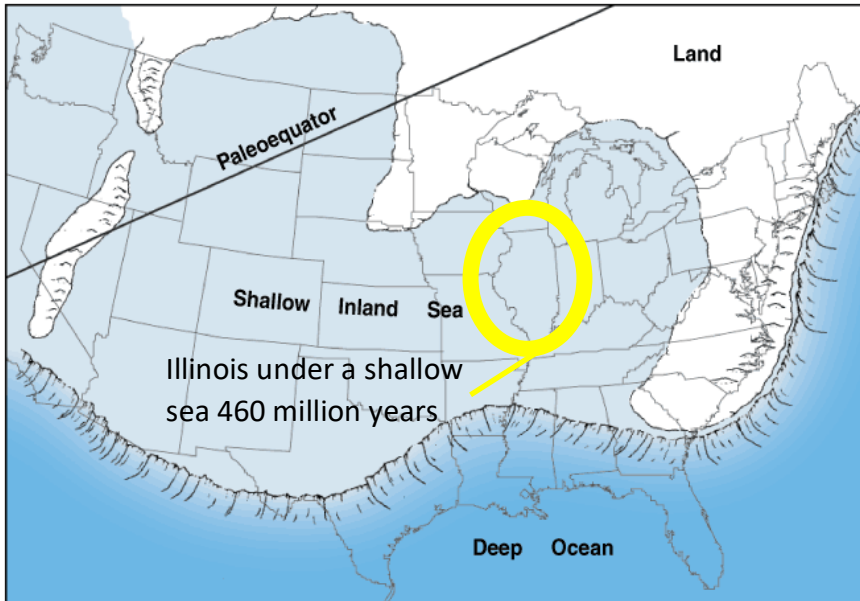 Land
Paleoequator
Shallow Inland Sea
Illinois under a shallow
sea 460 million years
Deep Ocean